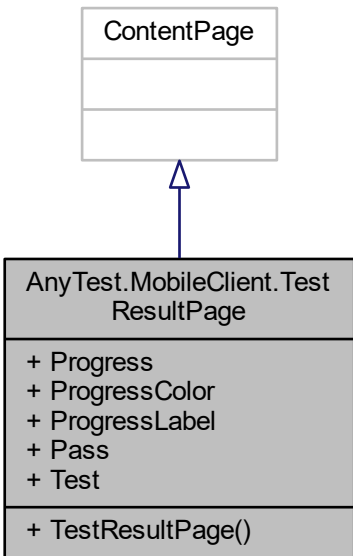 ContentPage
AnyTest.MobileClient.Test
ResultPage
+ Progress
+ ProgressColor
+ ProgressLabel
+ Pass
+ Test
+ TestResultPage()